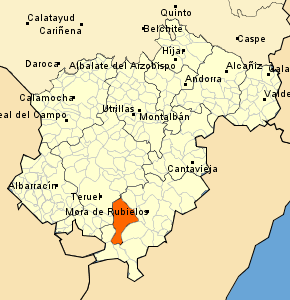 Quinto
Calatayud
Cariñena
Belchite
Caspe
Híjar
Daroca
Albalate del Arzobispo
Alcañiz
Andorra
Calamocha
Utrillas
Montalbán
eal del Campo
Cantavieja
Albarracín
Teruel
Mora de Rubielos